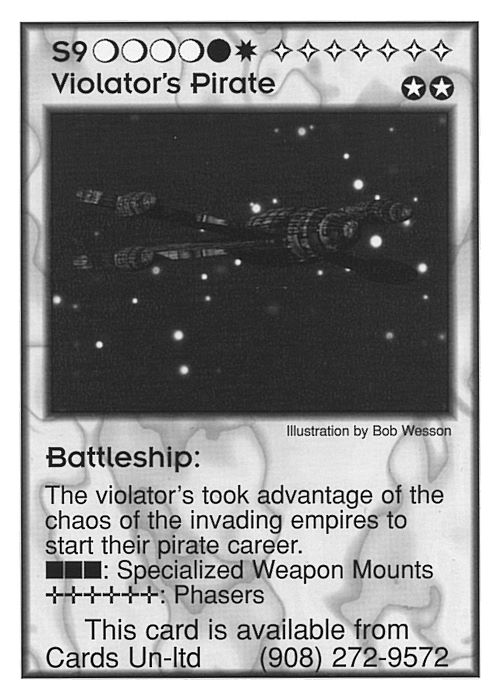 S9
Violator's Pirate
Illustration by Bob Wesson
Battleship:
The violator's took advantage of the
chaos of the invading empires to
start their pirate career.
■■■: Specialized Weapon Mounts
✛✛✛✛✛✛: Phasers
This card is available from
Cards Un-ltd (908) 272-9572